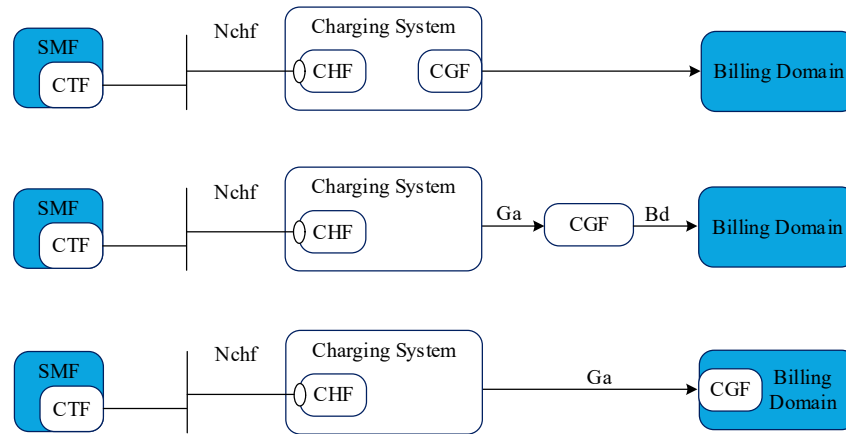 Nchf
Charging System
SMF
CTF
CHF
CGF
Billing Domain
Nchf
Charging System
SMF
CTF
CHF
Ga
CGF
Bd
Billing Domain
Nchf
Charging System
SMF
CTF
CHF
Ga
CGF
Billing
Domain